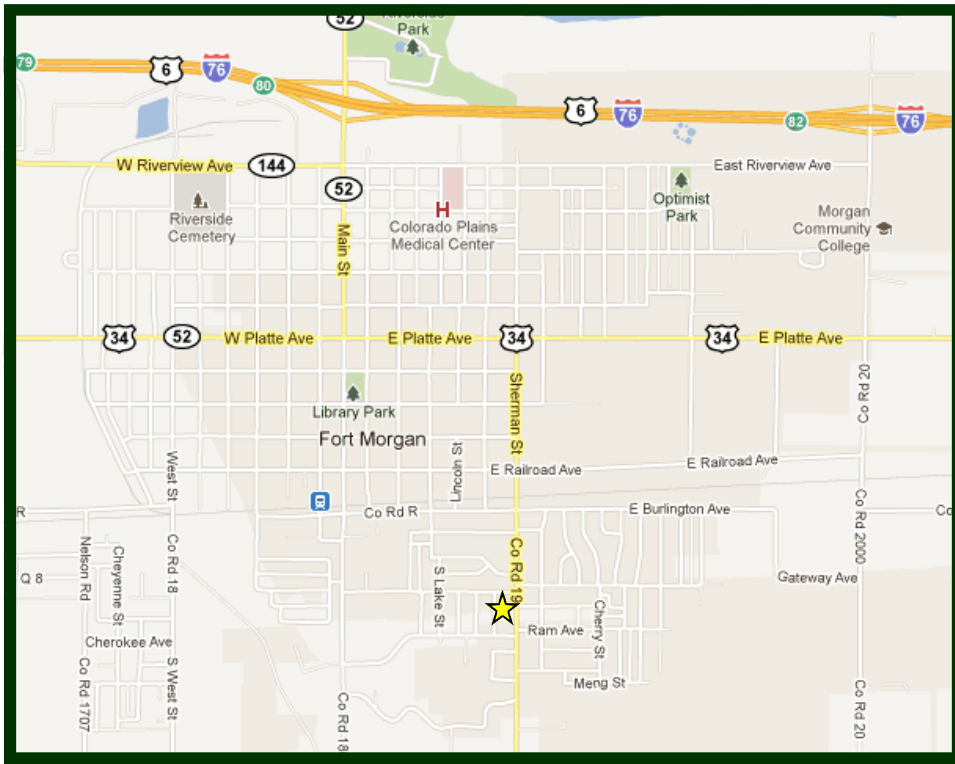 52
Riverside
Park
79
6
76
80
6
76
82
76
W Riverview Ave
144
East Riverview Ave
52
Optimist
Park
Riverside
Cemetery
H
Colorado Plains
Medical Center
Morgan
Community
College
Main St
34
52
W Platte Ave
E Platte Ave
34
34
E Platte Ave
Co Rd 20
Sherman St
Library Park
Fort Morgan
Lincoln St
E Railroad Ave
E Railroad Ave
West St
R
Co Rd R
E Burlington Ave
Co
Co Rd 2000
Nelson Rd
Cheyenne St
Co Rd 18
Q 8
S Lake St
Co Rd 19
Gateway Ave
Cherry St
Ram Ave
Cherokee Ave
Co Rd 1707
S West St
Meng St
Co Rd 18
Co Rd 20